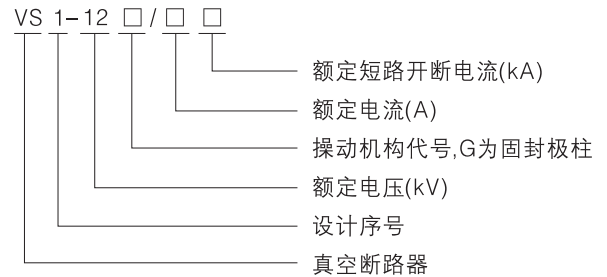 VS 1-12 □/□ □
额定短路开断电流(kA)
额定电流(A)
操动机构代号,G为固封极柱
额定电压(kV)
设计序号
真空断路器